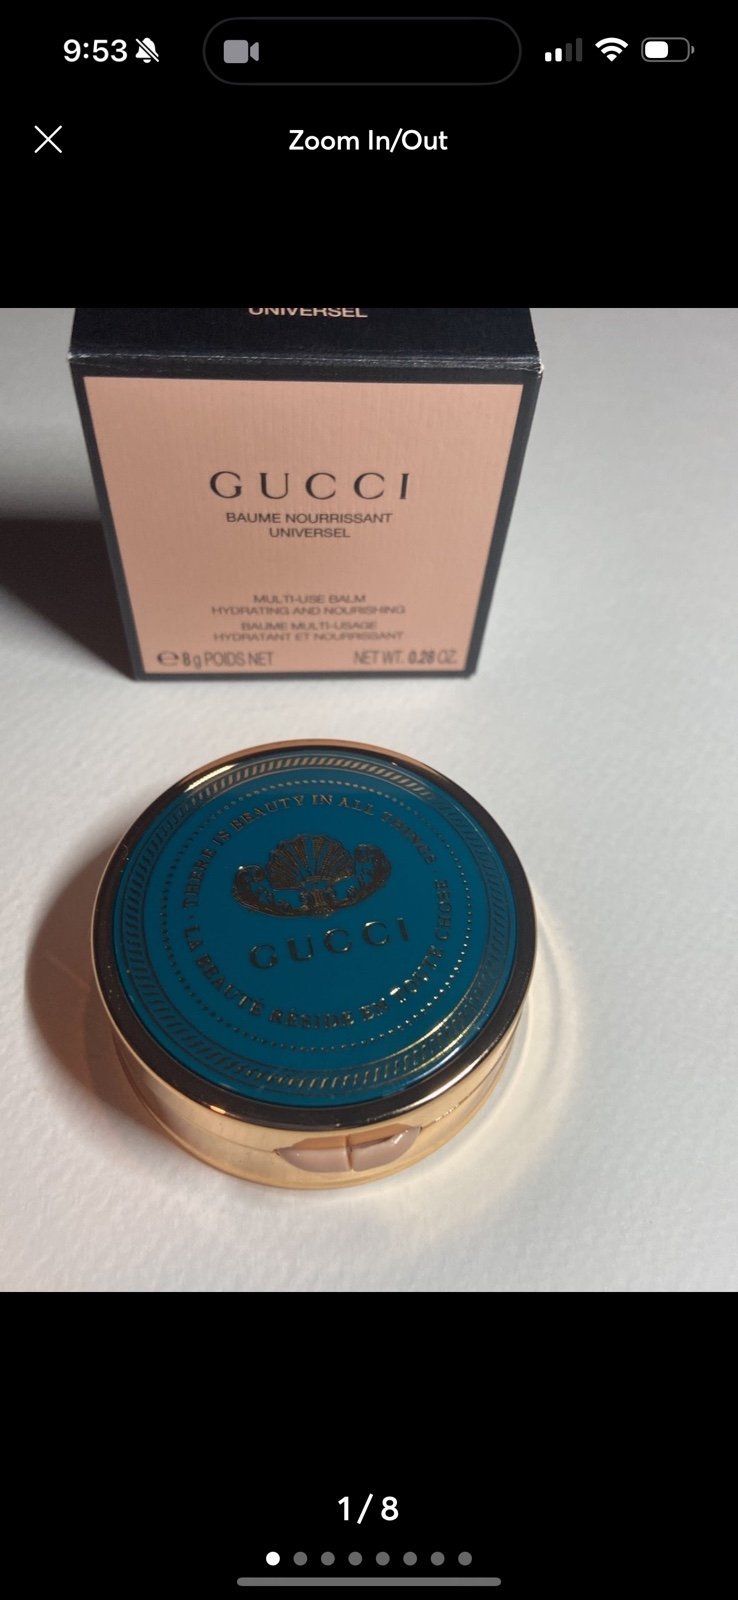 9:53
Zoom In/Out
UNIVERSEL
GUCCI
BAUME NOURRISSANT
UNIVERSEL
MULTI-USE BALM
HYDRATING AND NOURISHING
BAUME MULTI-USAGE
HYDRATANT ET NOURRISSANT
℮ 8 g POIDS NET
NET WT. 0.28 OZ.
THERE IS BEAUTY IN ALL THINGS
GUCCI
LA BEAUTÉ RÉSIDE EN TOUTE CHOSE
1/8